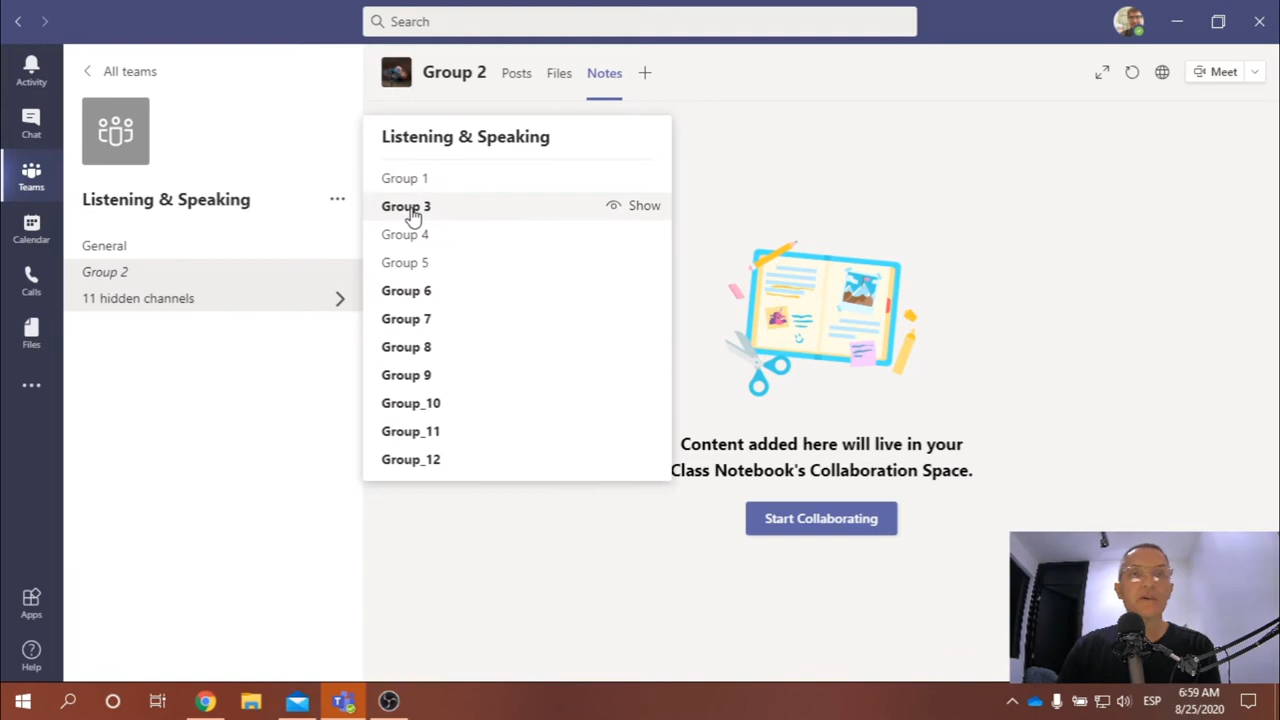 Search
Activity
Chat
Teams
Calendar
Calls
Files
Apps
Help
All teams
Listening & Speaking
General
Group 2
11 hidden channels
Group 2
Posts
Files
Notes
Meet
Listening & Speaking
Group 1
Group 3
Show
Group 4
Group 5
Group 6
Group 7
Group 8
Group 9
Group_10
Group_11
Group_12
Content added here will live in your
Class Notebook's Collaboration Space.
Start Collaborating
ESP
6:59 AM
8/25/2020